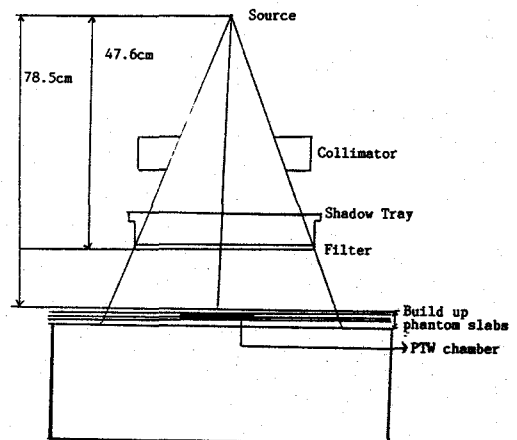 Source
47.6cm
78.5cm
Collimator
Shadow Tray
Filter
Build up
phantom slabs
PTW chamber